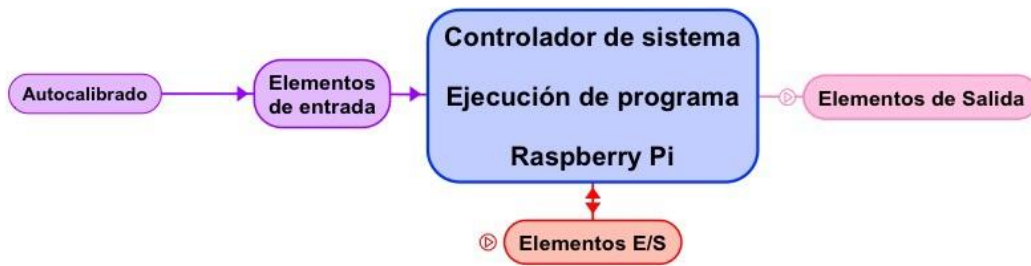 Autocalibrado
Elementos
de entrada
Controlador de sistema
Ejecución de programa
Raspberry Pi
Elementos de Salida
Elementos E/S